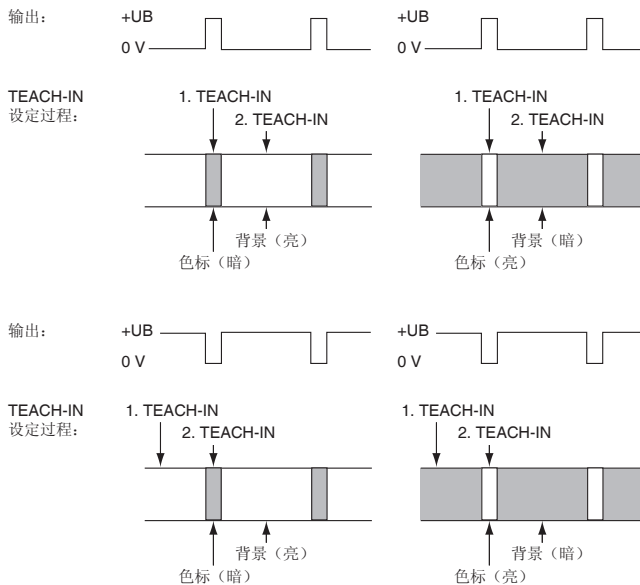 输出： +UB +UB
0 V 0 V
TEACH-IN 1. TEACH-IN 1. TEACH-IN
设定过程： 2. TEACH-IN 2. TEACH-IN
背景（亮） 背景（暗）
色标（暗） 色标（亮）
输出： +UB +UB
0 V 0 V
TEACH-IN 1. TEACH-IN 1. TEACH-IN
设定过程： 2. TEACH-IN 2. TEACH-IN
背景（亮） 背景（暗）
色标（暗） 色标（亮）